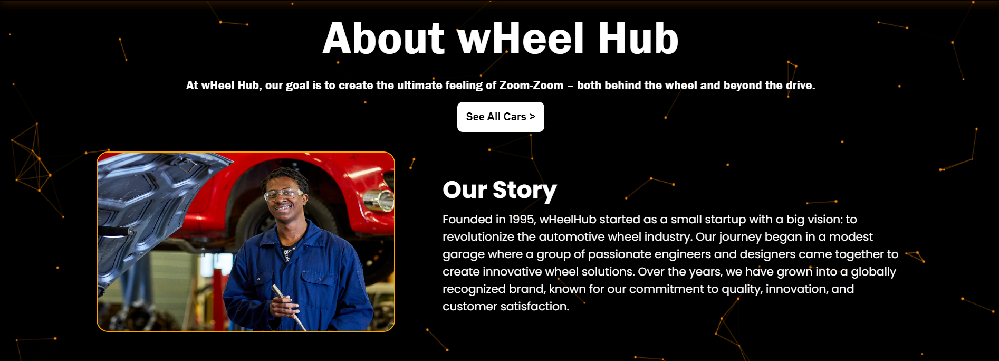 About wHeel Hub
At wHeel Hub, our goal is to create the ultimate feeling of Zoom-Zoom – both behind the wheel and beyond the drive.
See All Cars >
Our Story
Founded in 1995, wHeelHub started as a small startup with a big vision: to
revolutionize the automotive wheel industry. Our journey began in a modest
garage where a group of passionate engineers and designers came together to
create innovative wheel solutions. Over the years, we have grown into a globally
recognized brand, known for our commitment to quality, innovation, and
customer satisfaction.